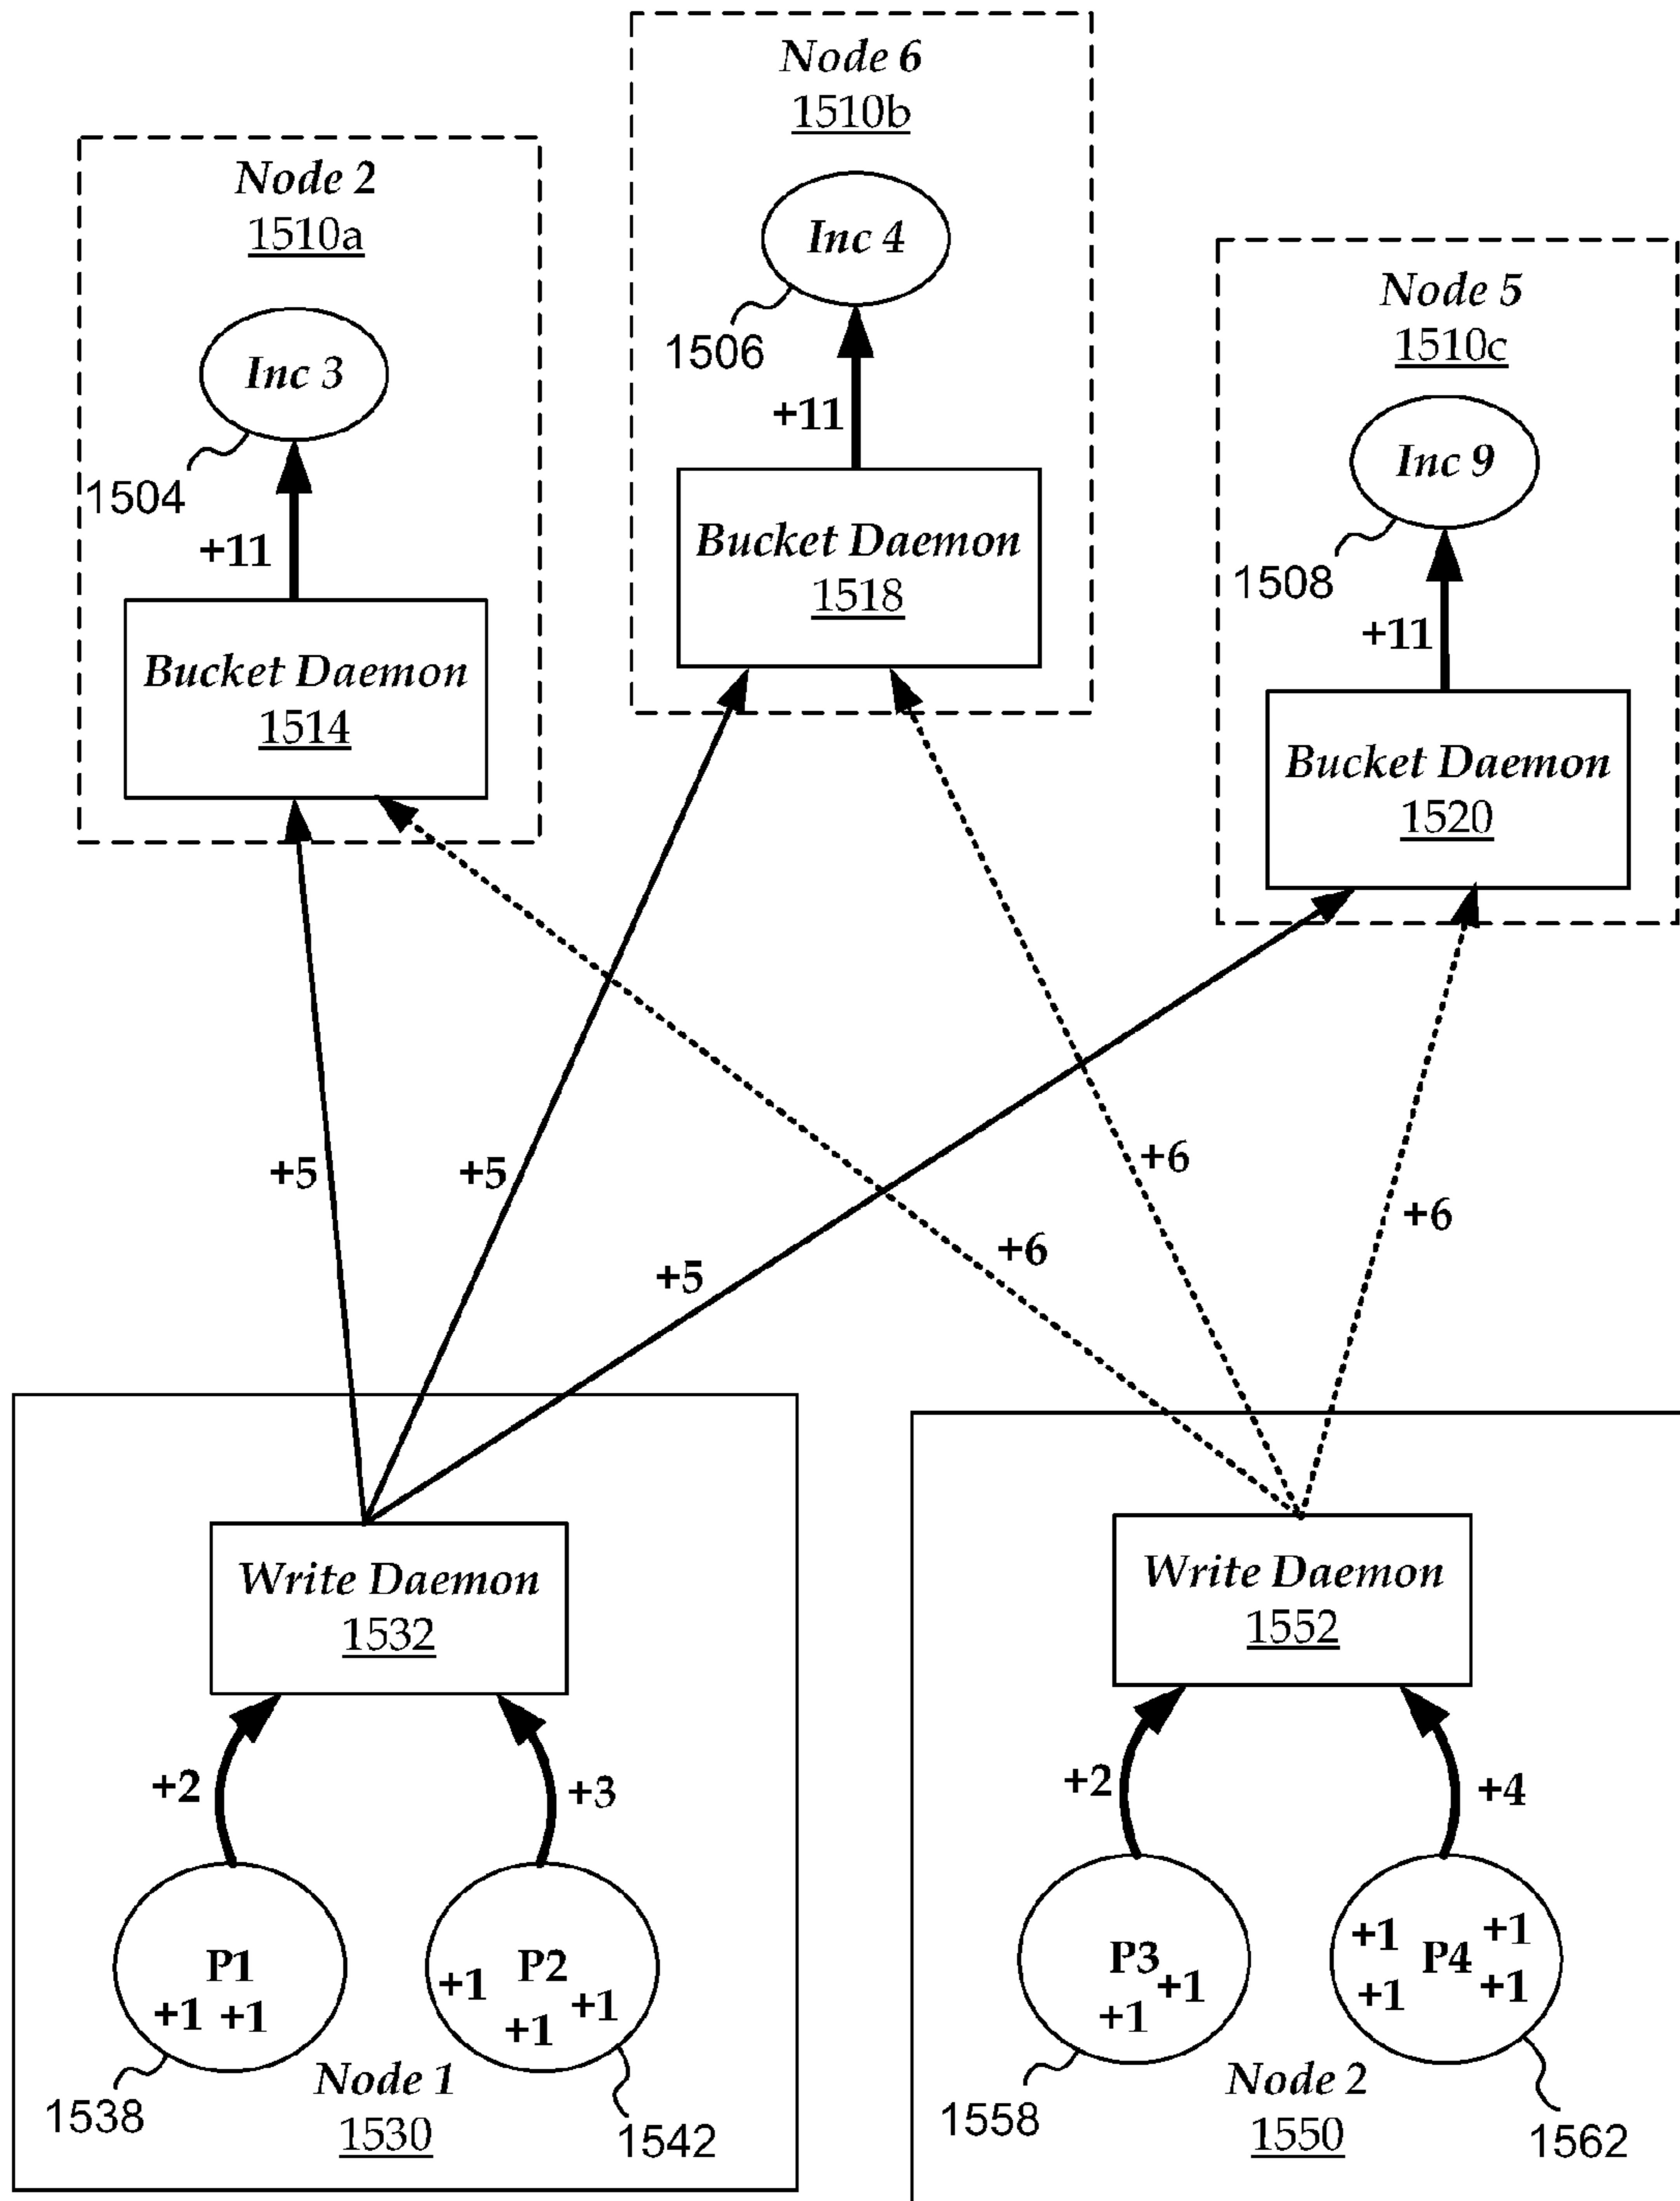 Node 6
1510b
Inc 4
1506
+11
Bucket Daemon
1518
Node 2
1510a
Inc 3
1504
+11
Bucket Daemon
1514
Node 5
1510c
Inc 9
1508
+11
Bucket Daemon
1520
+5
+5
+5
+6
+6
+6
Write Daemon
1532
+2
+3
P1
+1 +1
P2
+1
+1
+1
Node 1
1530
1538
1542
Write Daemon
1552
+2
+4
P3
+1
+1
P4
+1
+1
+1
+1
Node 2
1550
1558
1562